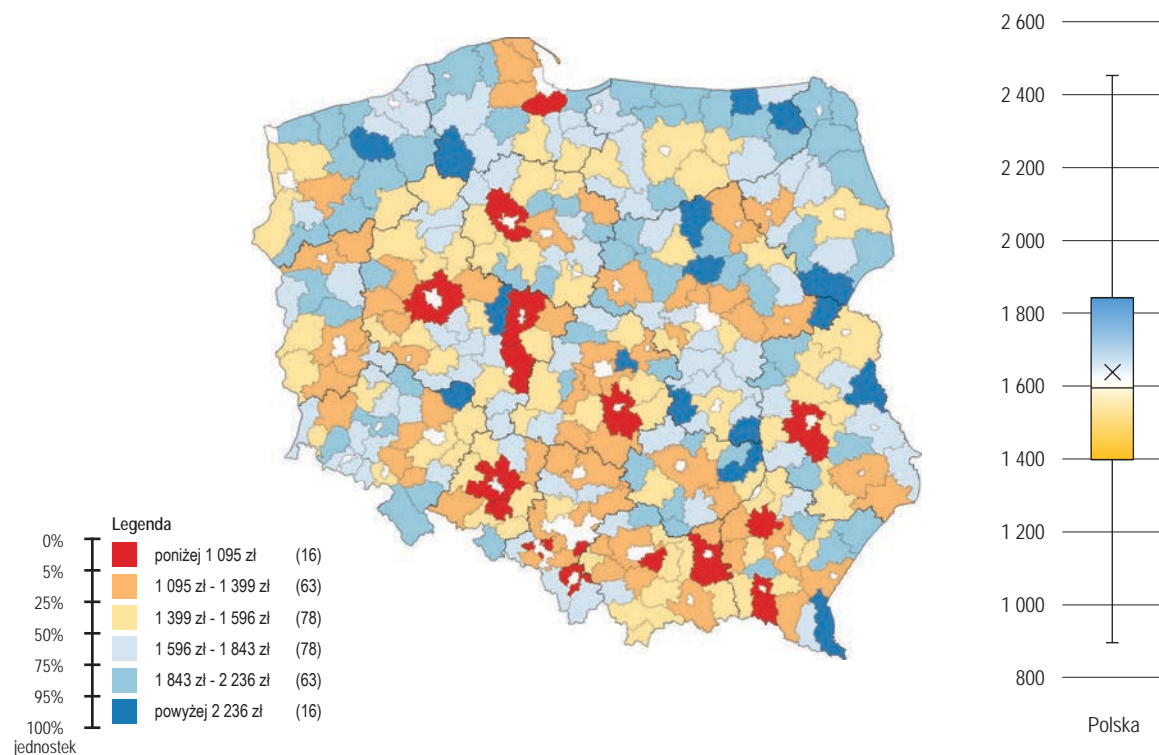 Legenda
0%
5%
25%
50%
75%
95%
100%
jednostek
poniżej 1 095 zł (16)
1 095 zł - 1 399 zł (63)
1 399 zł - 1 596 zł (78)
1 596 zł - 1 843 zł (78)
1 843 zł - 2 236 zł (63)
powyżej 2 236 zł (16)
2 600
2 400
2 200
2 000
1 800
1 600
1 400
1 200
1 000
800
Polska